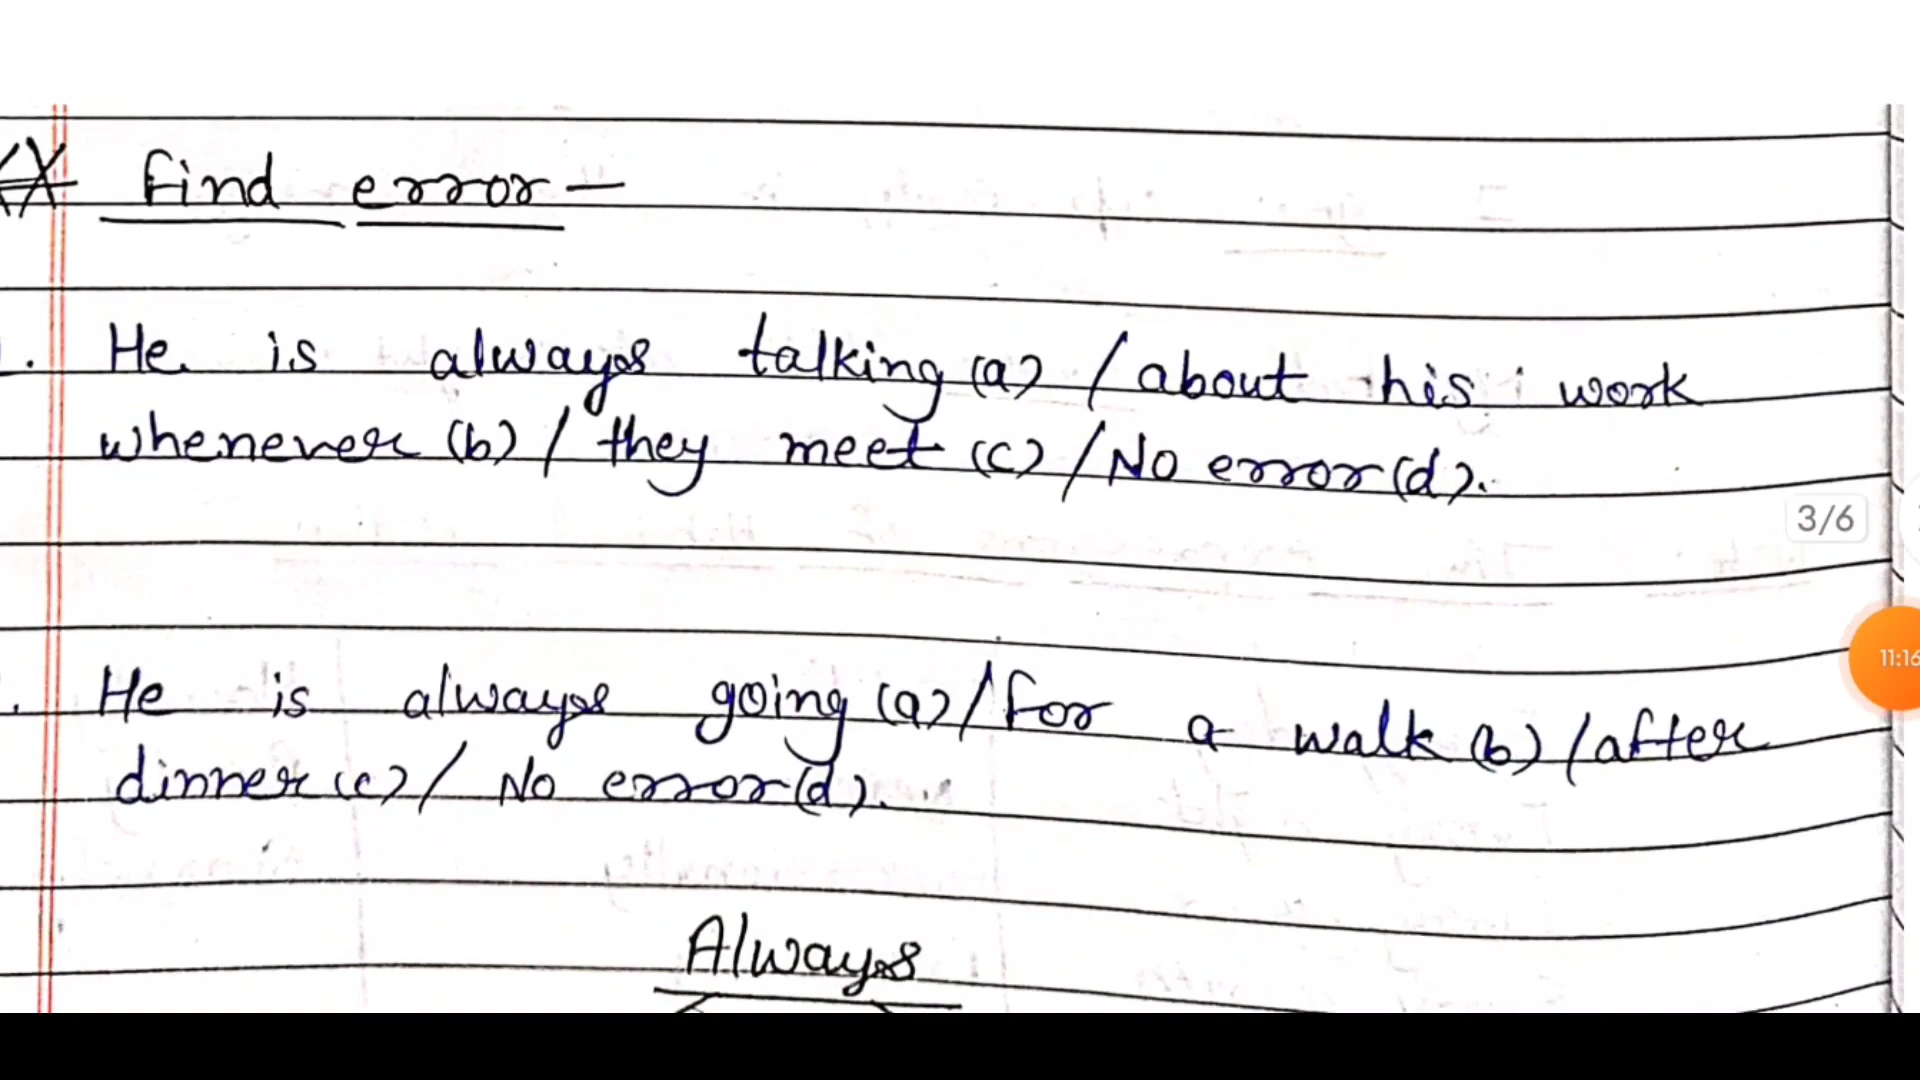 Find error —
. He is always talking (a) / about his work
whenever (b) / they meet (c) / No error (d).
3/6
11:16
. He is always going (a) / for a walk (b) / after
dinner (c) / No error (d).
Always